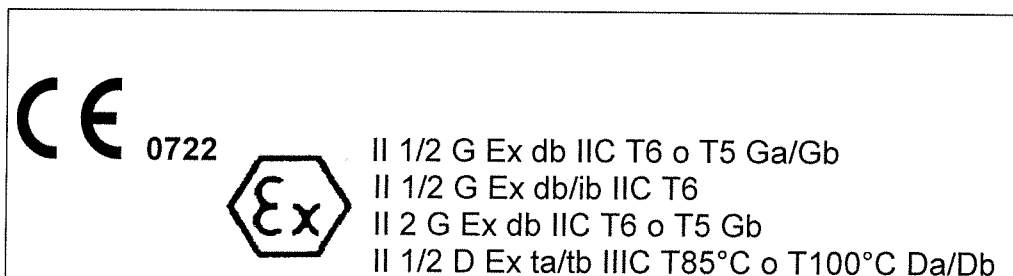 CE 0722
Ex
II 1/2 G Ex db IIC T6 o T5 Ga/Gb
II 1/2 G Ex db/ib IIC T6
II 2 G Ex db IIC T6 o T5 Gb
II 1/2 D Ex ta/tb IIIC T85°C o T100°C Da/Db